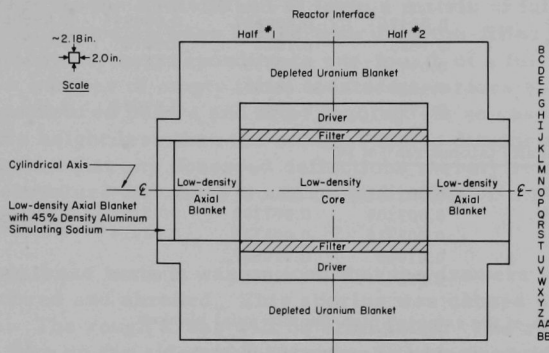 Reactor Interface
Half #1
Half #2
~2.18 in.
2.0 in.
Scale
Depleted Uranium Blanket
Driver
Filter
Cylindrical Axis
℄
Low-density Axial Blanket
Low-density Core
Low-density Axial Blanket
℄
Low-density Axial Blanket
with 45% Density Aluminum
Simulating Sodium
Filter
Driver
Depleted Uranium Blanket
B
C
D
E
F
G
H
I
J
K
L
M
N
O
P
Q
R
S
T
U
V
W
X
Y
Z
AA
BB